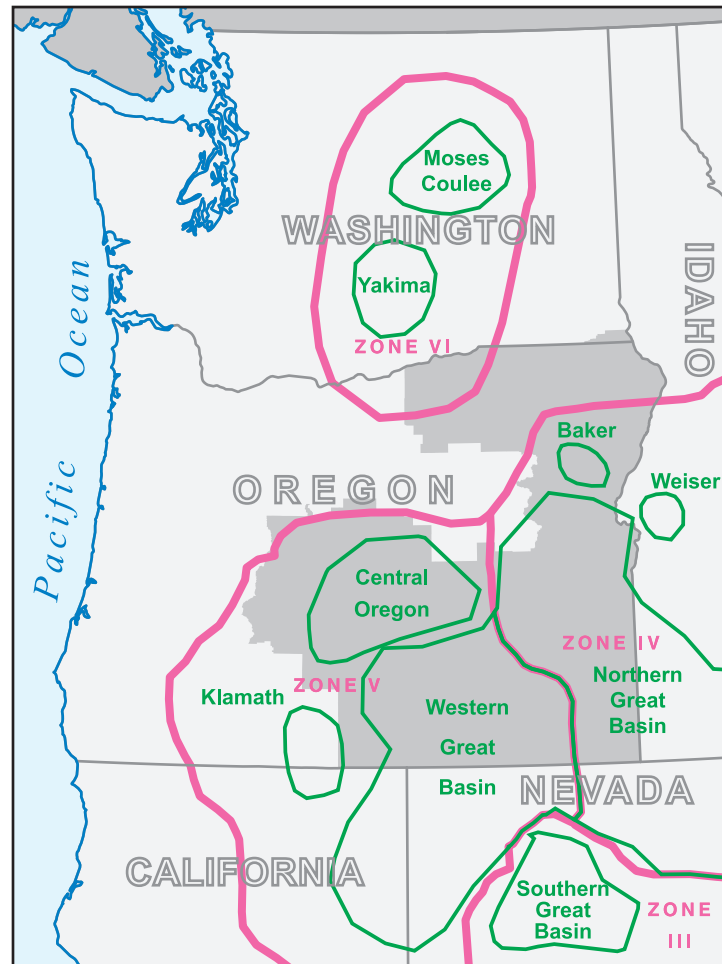 Moses
Coulee
WASHINGTON
Yakima
ZONE VI
IDAHO
Pacific Ocean
Baker
Weiser
OREGON
Central
Oregon
ZONE IV
Klamath
ZONE V
Northern
Great
Basin
Western
Great
Basin
NEVADA
CALIFORNIA
Southern
Great
Basin
ZONE
III